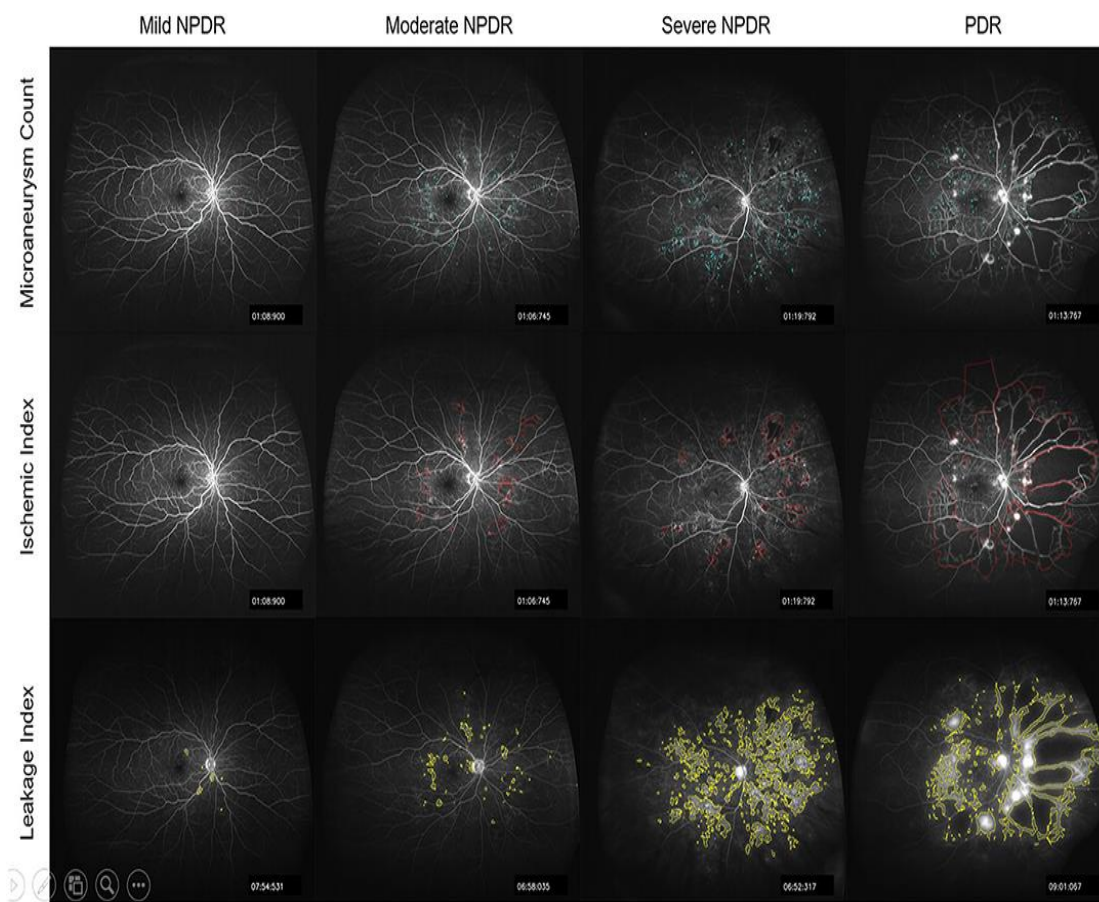 Mild NPDR Moderate NPDR Severe NPDR PDR
Microaneurysm Count
01:08:900 01:06:745 01:19:792 01:13:767
Ischemic Index
01:08:900 01:06:745 01:19:792 01:13:767
Leakage Index
07:54:531 06:58:035 06:52:317 09:01:067